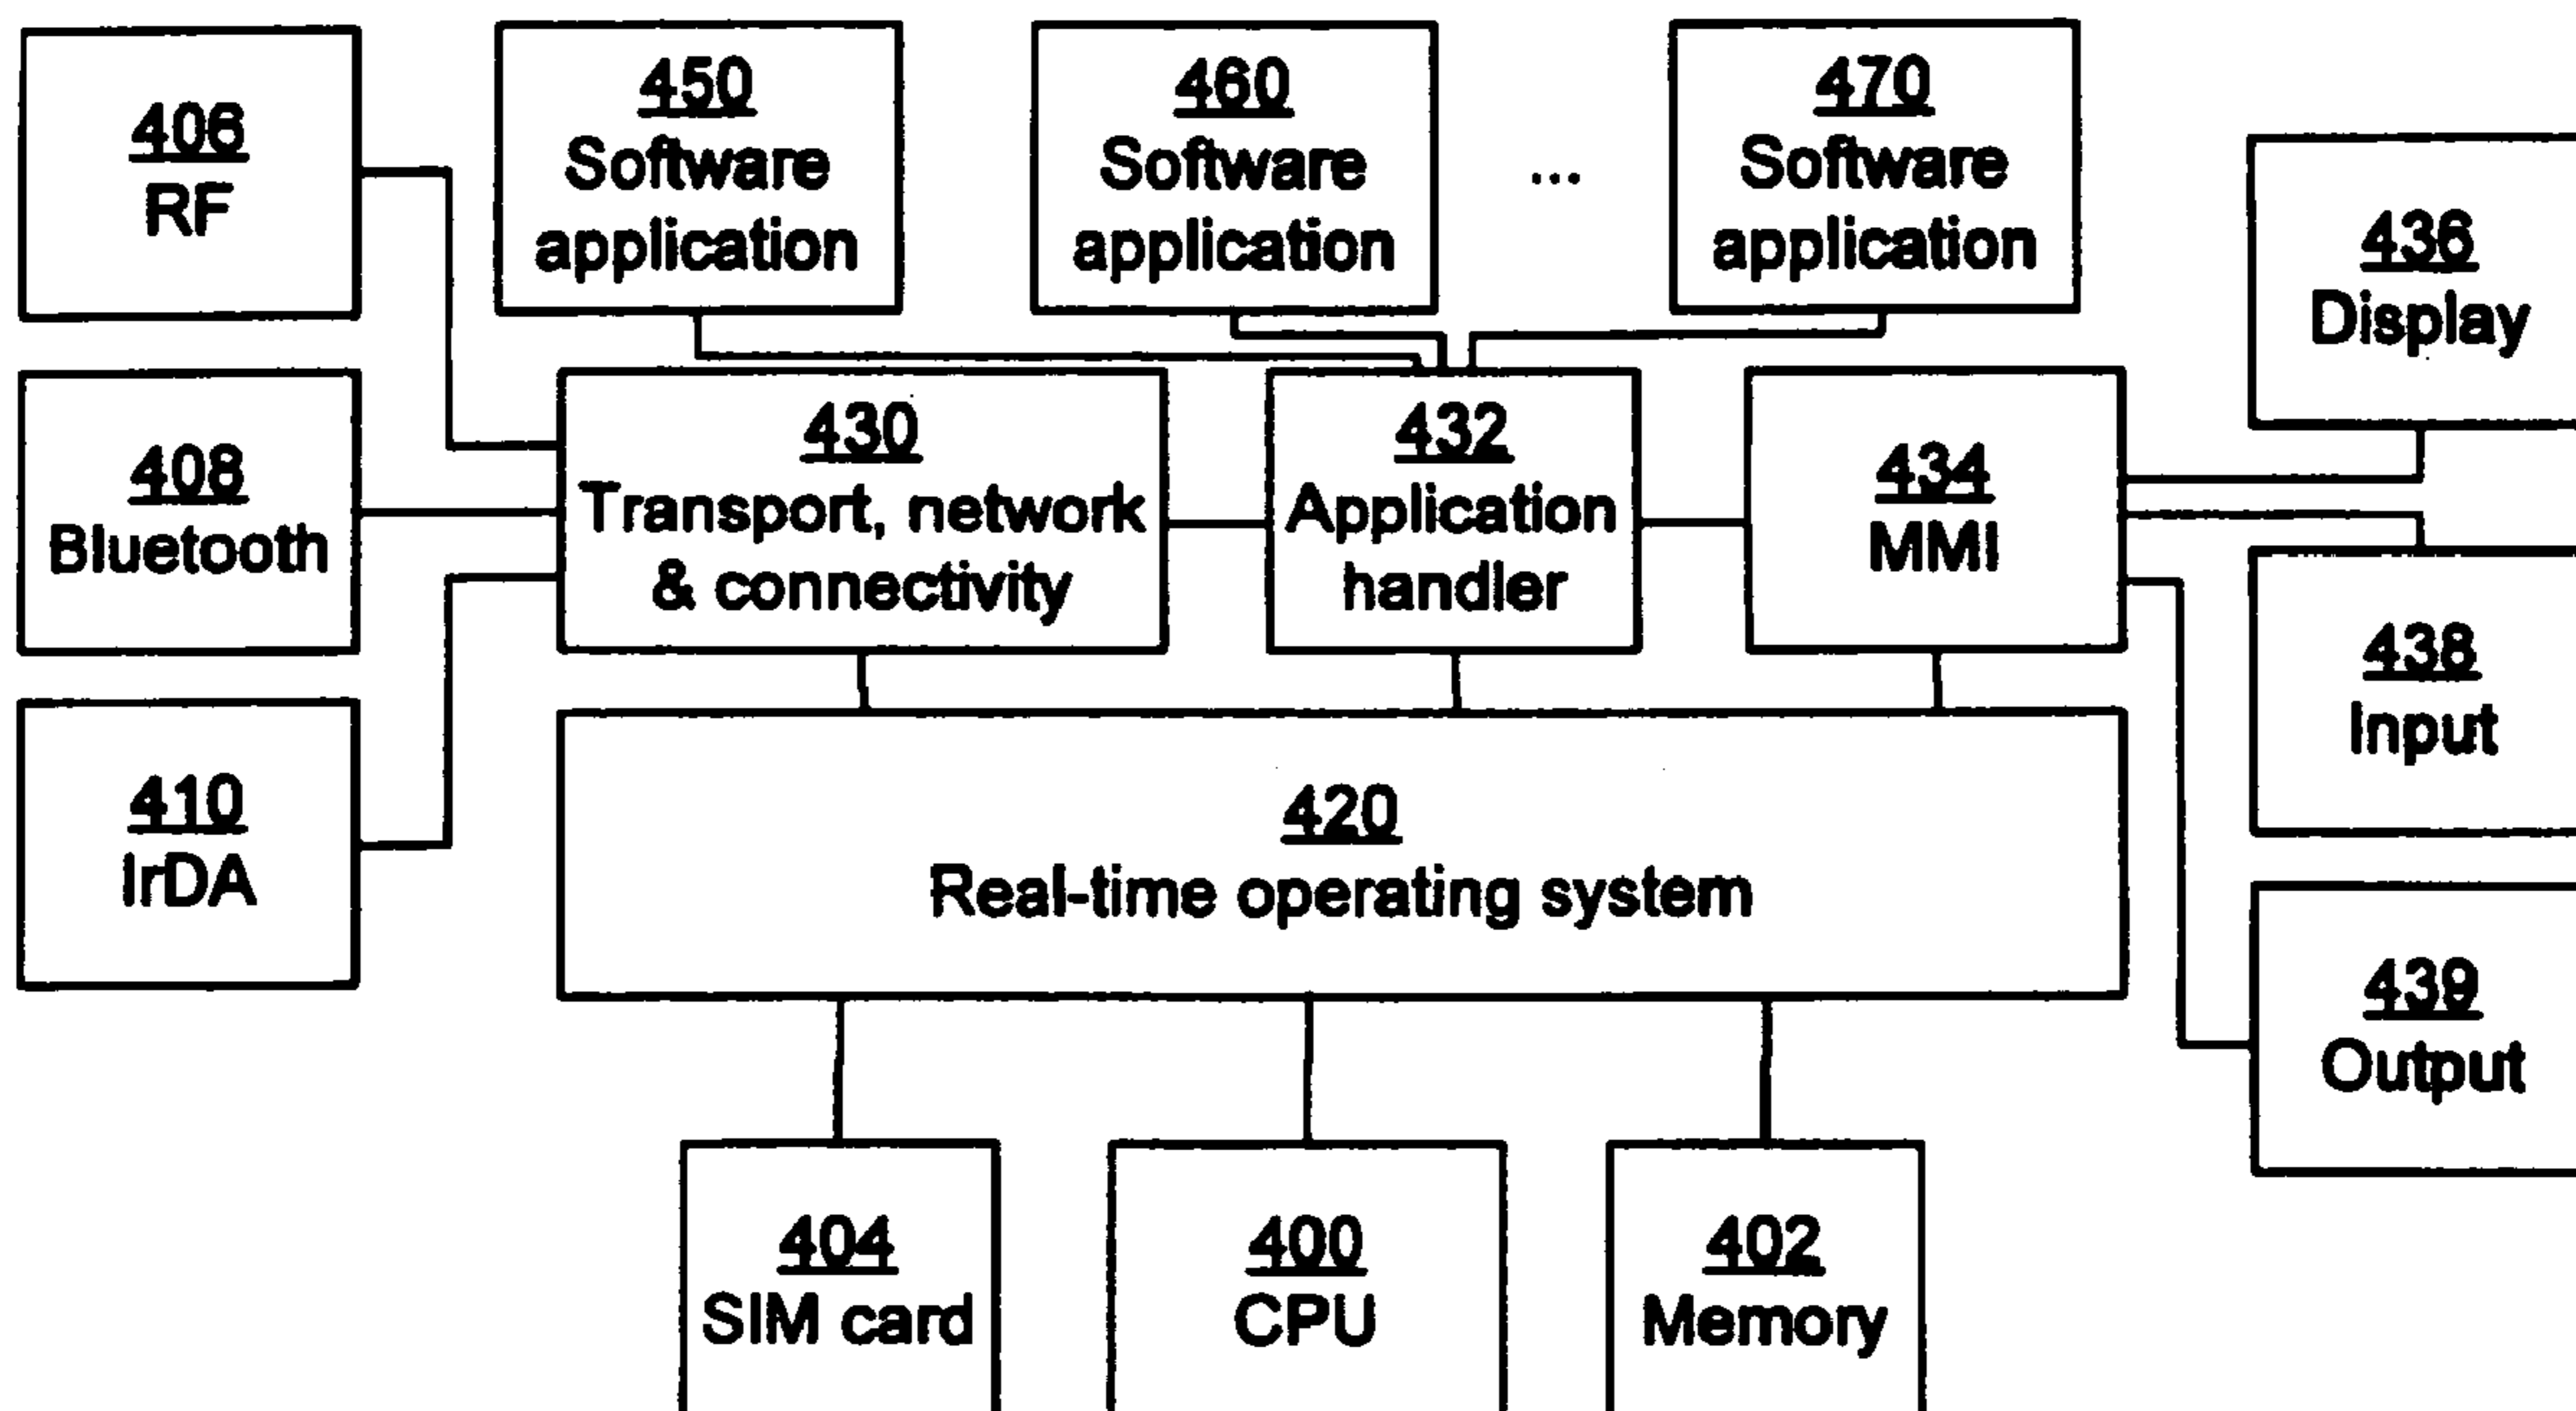 406
RF
450
Software
application
460
Software
application
...
470
Software
application
436
Display
408
Bluetooth
430
Transport, network
& connectivity
432
Application
handler
434
MMI
438
Input
410
IrDA
420
Real-time operating system
439
Output
404
SIM card
400
CPU
402
Memory